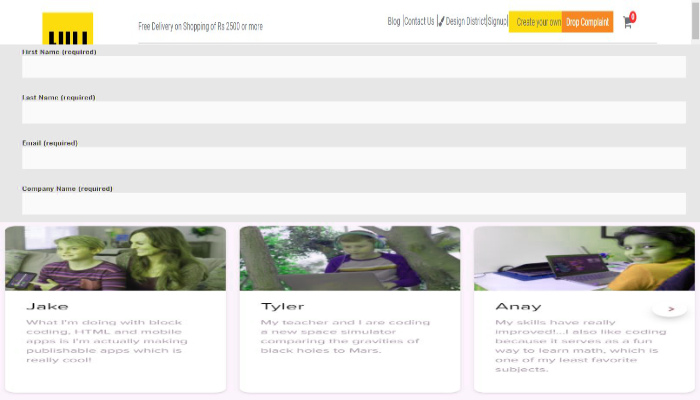 Free Delivery on Shopping of Rs 2500 or more
Blog
Contact Us
Design District
Signup
Create your own
Drop Complaint
0
First Name (required)
Last Name (required)
Email (required)
Company Name (required)
Jake
What I'm doing with block
coding, HTML and mobile
apps is I'm actually making
publishable apps which is
really cool!
Tyler
My teacher and I are coding
a new space simulator
comparing the gravities of
black holes to Mars.
Anay
My skills have really
improved!...I also like coding
because it serves as a fun
way to learn math, which is
one of my least favorite
subjects.
>